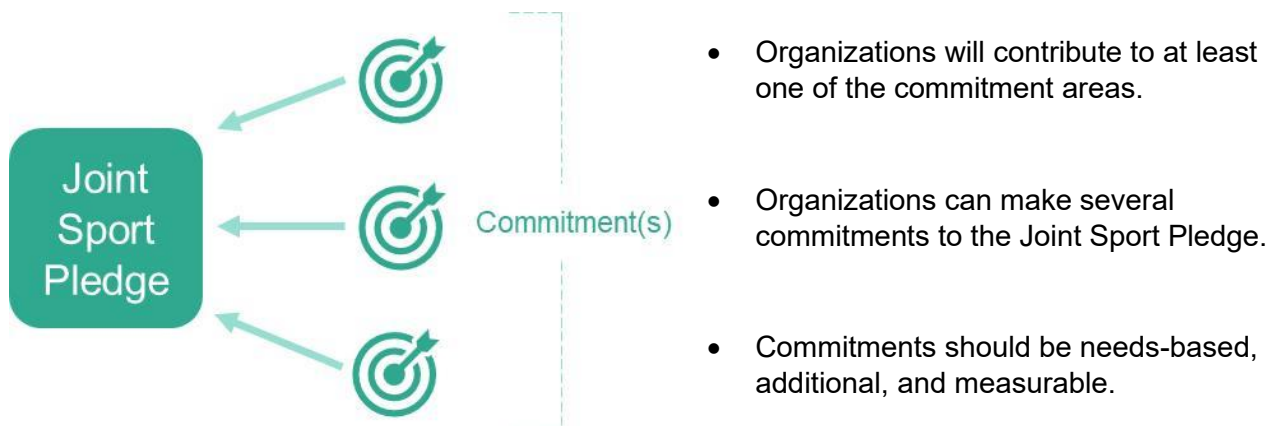 Joint
Sport
Pledge
Commitment(s)
• Organizations will contribute to at least
one of the commitment areas.
• Organizations can make several
commitments to the Joint Sport Pledge.
• Commitments should be needs-based,
additional, and measurable.